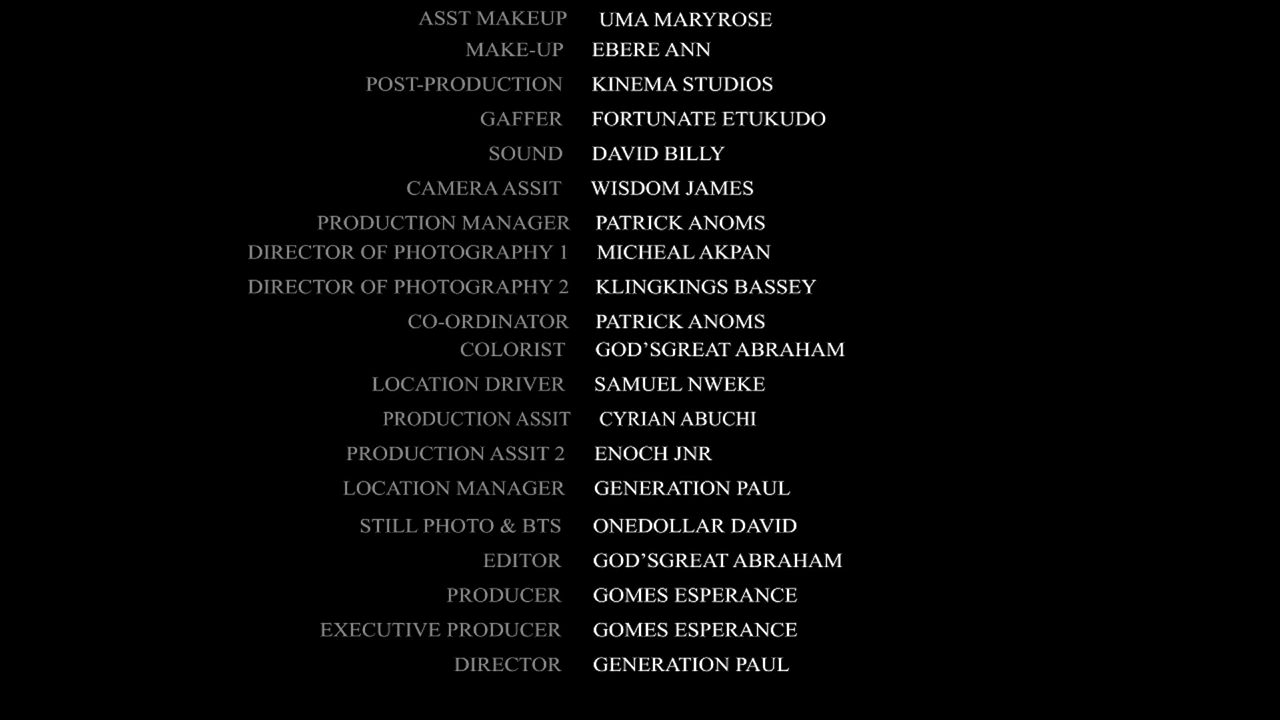 ASST MAKEUP UMA MARYROSE
MAKE-UP EBERE ANN
POST-PRODUCTION KINEMA STUDIOS
GAFFER FORTUNATE ETUKUDO
SOUND DAVID BILLY
CAMERA ASSIT WISDOM JAMES
PRODUCTION MANAGER PATRICK ANOMS
DIRECTOR OF PHOTOGRAPHY 1 MICHEAL AKPAN
DIRECTOR OF PHOTOGRAPHY 2 KLINGKINGS BASSEY
CO-ORDINATOR PATRICK ANOMS
COLORIST GOD’SGREAT ABRAHAM
LOCATION DRIVER SAMUEL NWEKE
PRODUCTION ASSIT CYRIAN ABUCHI
PRODUCTION ASSIT 2 ENOCH JNR
LOCATION MANAGER GENERATION PAUL
STILL PHOTO & BTS ONEDOLLAR DAVID
EDITOR GOD’SGREAT ABRAHAM
PRODUCER GOMES ESPERANCE
EXECUTIVE PRODUCER GOMES ESPERANCE
DIRECTOR GENERATION PAUL